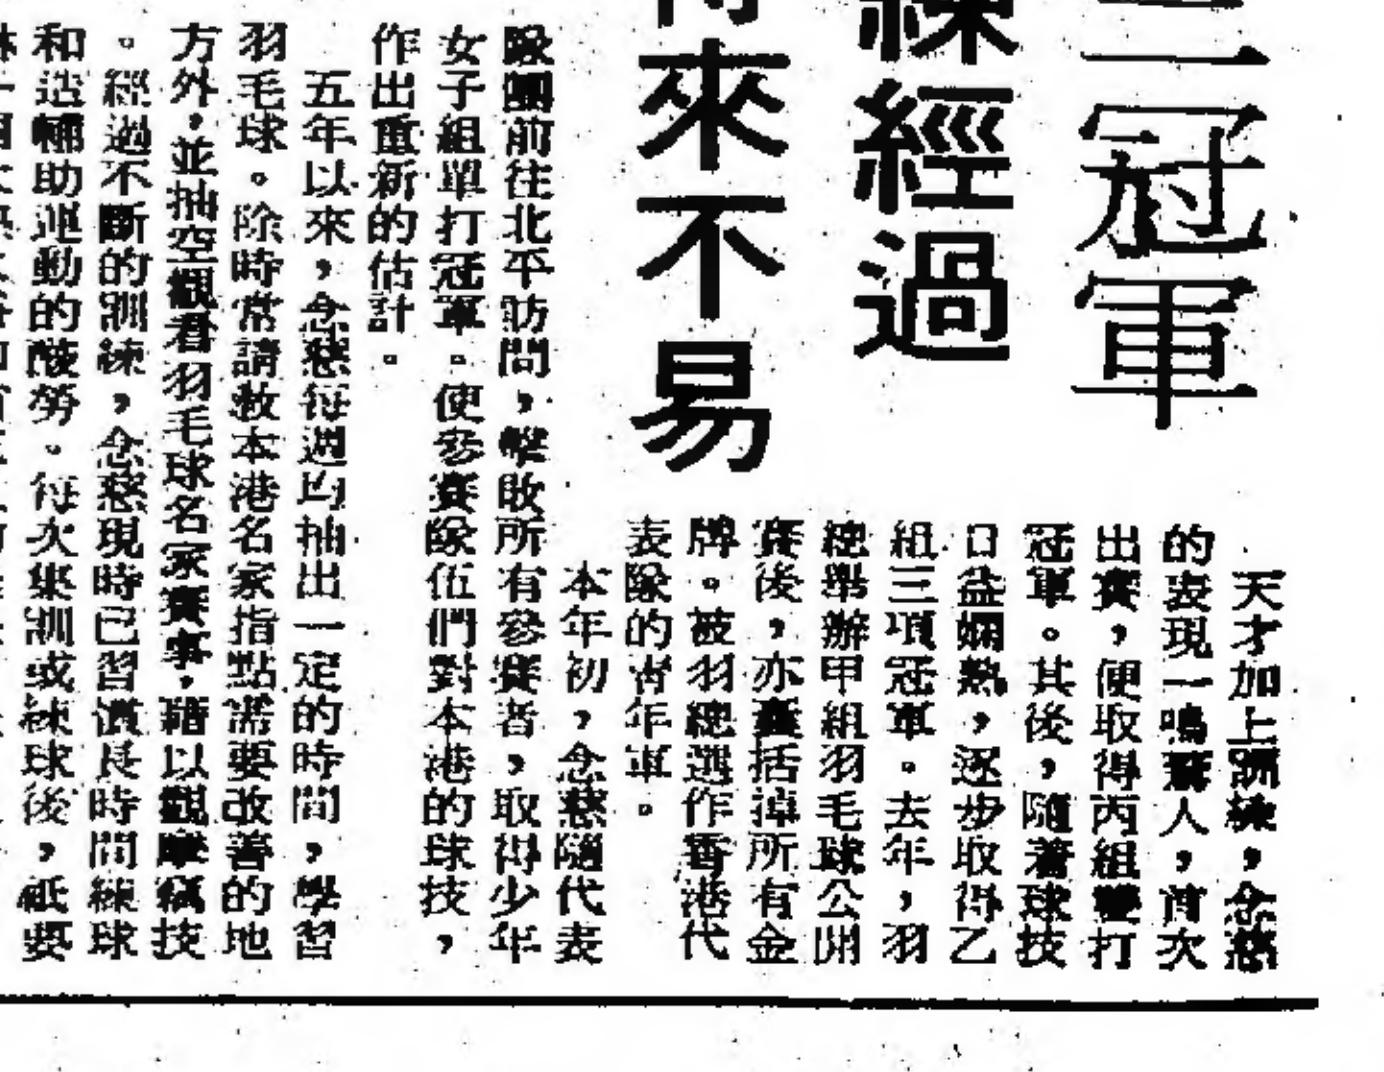 三冠軍
練經過
得來不易
天才加上訓練,念慈
的表現一鳴驚人,首次
出賽,便取得丙組雙打
冠軍。其後,隨着球技
日益嫻熟,逐步取得乙
組三項冠軍。去年,羽
總舉辦甲組羽毛球公開
賽後,亦囊括掉所有金
牌。被羽總選作香港代
表隊的青年軍。
本年初,念慈隨代表
隊團前往北平訪問,擊敗所有參賽者,取得少年
女子組單打冠軍。使參賽隊伍們對本港的球技,
作出重新的估計。
五年以來,念慈每週均抽出一定的時間,學習
羽毛球。除時常請教本港名家指點需要改善的地
方外,並抽空觀看羽毛球名家賽事,藉以觀摩竊技
。經過不斷的訓練,念慈現時已習慣長時間練球
和造輔助運動的酸勞。每次集訓或練球後,祇要